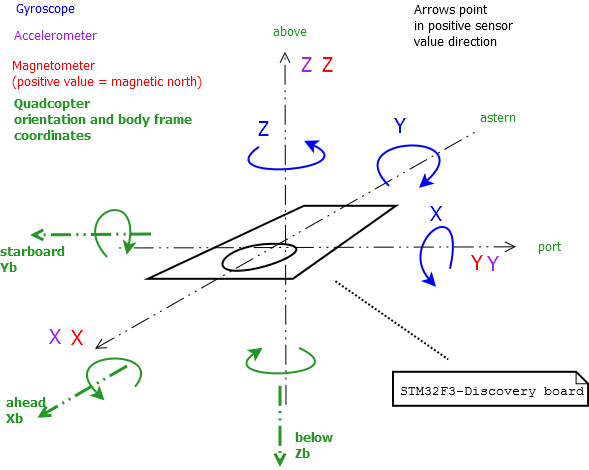 Gyroscope
Accelerometer
Magnetometer
(positive value = magnetic north)
Quadcopter
orientation and body frame
coordinates
Arrows point
in positive sensor
value direction
above
Z Z
Z
Y
astern
X
starboard
Yb
port
Y Y
X X
STM32F3-Discovery board
ahead
Xb
below
Zb